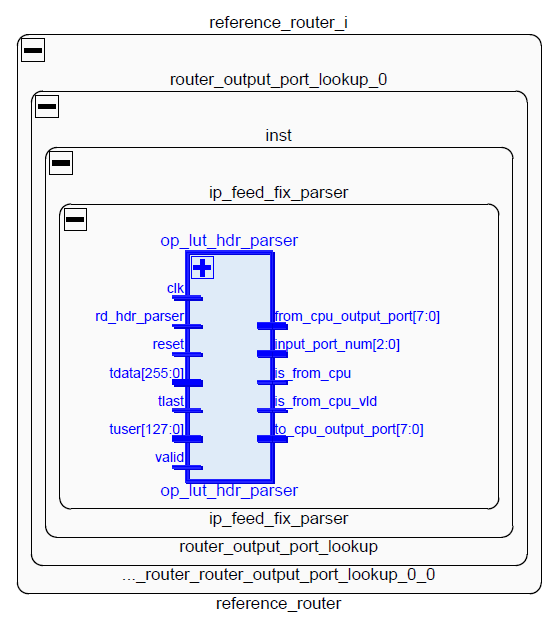 reference_router_i
router_output_port_lookup_0
inst
ip_feed_fix_parser
op_lut_hdr_parser
clk
rd_hdr_parser
from_cpu_output_port[7:0]
reset
input_port_num[2:0]
tdata[255:0]
is_from_cpu
tlast
is_from_cpu_vld
tuser[127:0]
to_cpu_output_port[7:0]
valid
op_lut_hdr_parser
ip_feed_fix_parser
router_output_port_lookup
..._router_router_output_port_lookup_0_0
reference_router